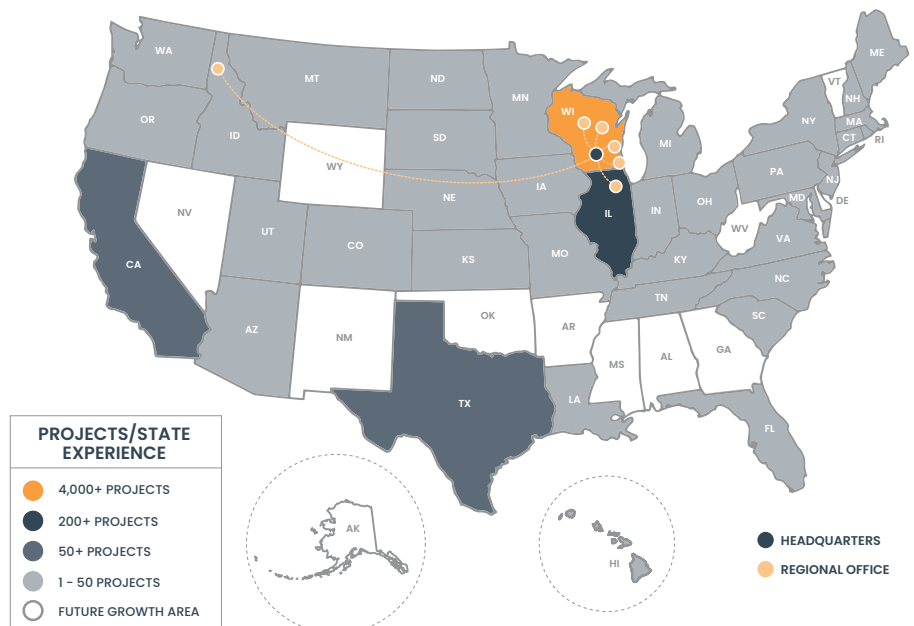 WA
MT
ND
MN
ME
VT
NH
WI
OR
ID
SD
NY
MA
CT
RI
MI
WY
IA
NE
PA
NJ
NV
IL
IN
OH
MD
DE
UT
CO
WV
VA
CA
KS
MO
KY
NC
AZ
NM
OK
AR
TN
SC
MS
AL
GA
TX
LA
FL
PROJECTS/STATE
EXPERIENCE
4,000+ PROJECTS
200+ PROJECTS
50+ PROJECTS
1 - 50 PROJECTS
FUTURE GROWTH AREA
AK
HI
HEADQUARTERS
REGIONAL OFFICE